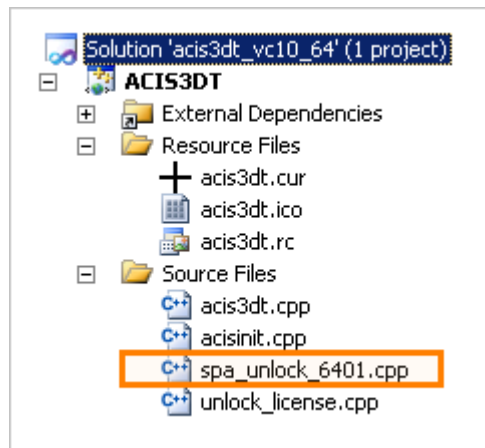 Solution 'acis3dt_vc10_64' (1 project)
ACIS3DT
External Dependencies
Resource Files
acis3dt.cur
acis3dt.ico
acis3dt.rc
Source Files
acis3dt.cpp
acisinit.cpp
spa_unlock_6401.cpp
unlock_license.cpp